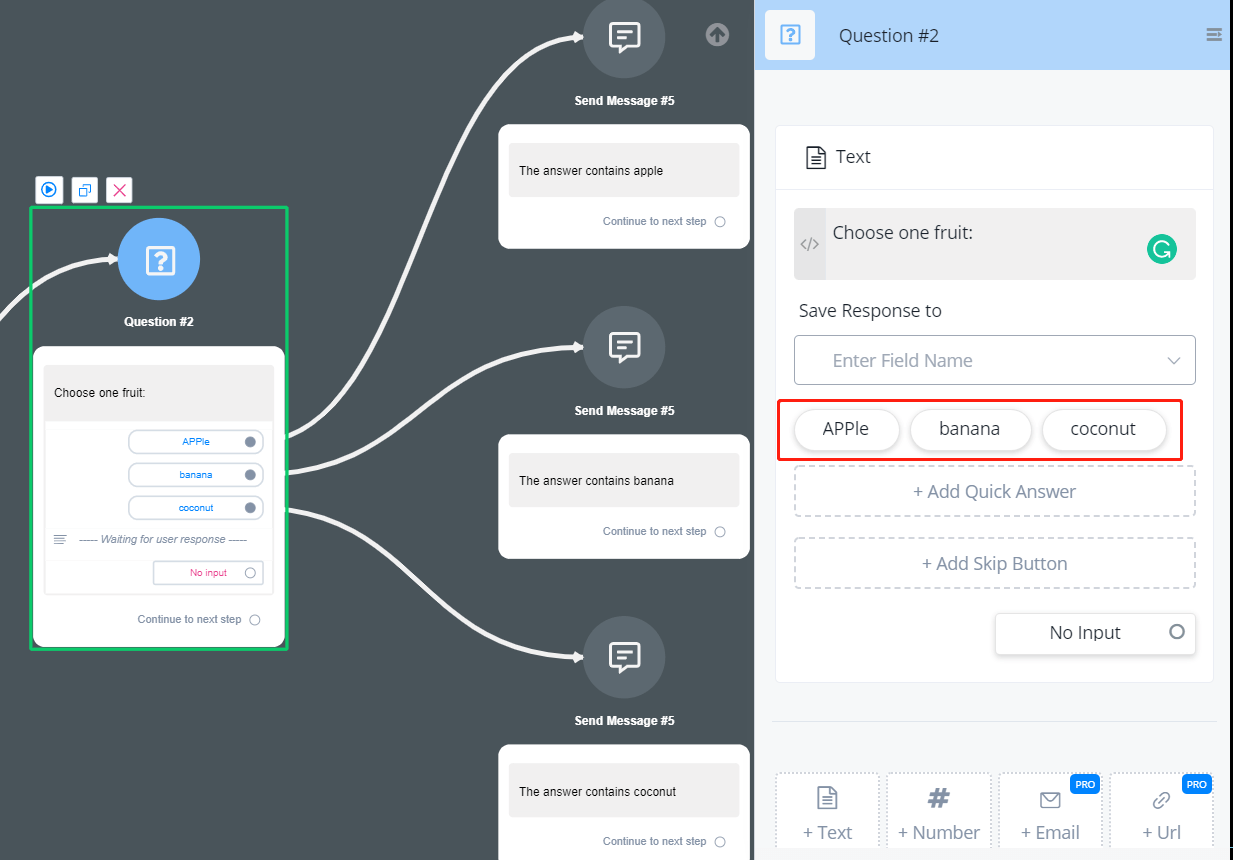 Send Message #5
The answer contains apple
Continue to next step
Question #2
Choose one fruit:
APPle
banana
coconut
----- Waiting for user response -----
No input
Continue to next step
Send Message #5
The answer contains banana
Continue to next step
Send Message #5
The answer contains coconut
Continue to next step
Question #2
Text
</> Choose one fruit:
Save Response to
Enter Field Name
APPle banana coconut
+ Add Quick Answer
+ Add Skip Button
No Input
PRO PRO
+ Text + Number + Email + Url